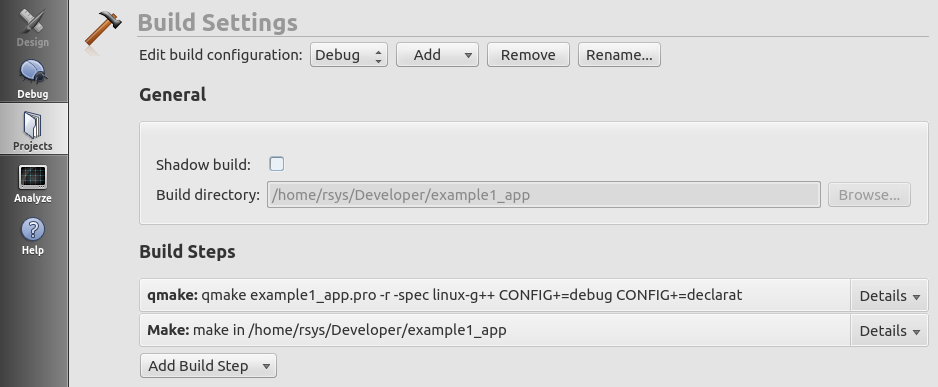 Design
Debug
Projects
Analyze
Help
Build Settings
Edit build configuration: Debug Add Remove Rename...
General
Shadow build:
Build directory: /home/rsys/Developer/example1_app Browse...
Build Steps
qmake: qmake example1_app.pro -r -spec linux-g++ CONFIG+=debug CONFIG+=declarat Details
Make: make in /home/rsys/Developer/example1_app Details
Add Build Step